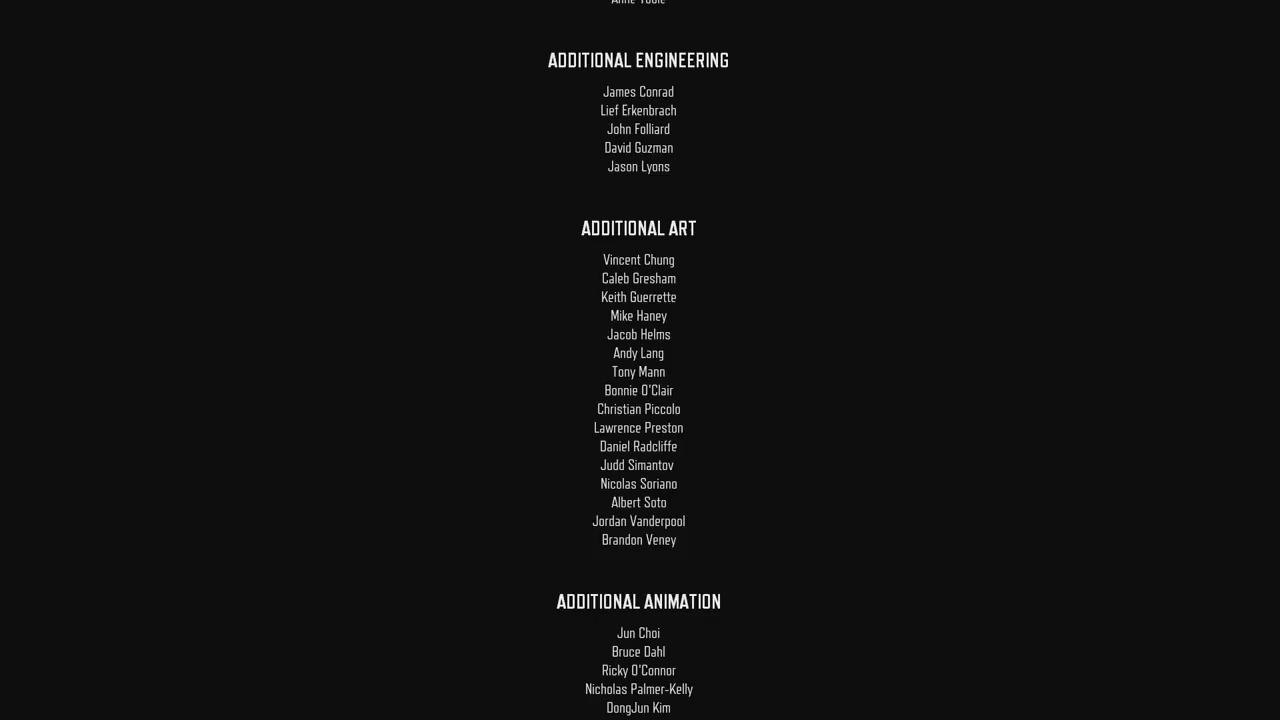 ADDITIONAL ENGINEERING
James Conrad
Lief Erkenbrach
John Folliard
David Guzman
Jason Lyons
ADDITIONAL ART
Vincent Chung
Caleb Gresham
Keith Guerrette
Mike Haney
Jacob Helms
Andy Lang
Tony Mann
Bonnie O'Clair
Christian Piccolo
Lawrence Preston
Daniel Radcliffe
Judd Simantov
Nicolas Soriano
Albert Soto
Jordan Vanderpool
Brandon Veney
ADDITIONAL ANIMATION
Jun Choi
Bruce Dahl
Ricky O'Connor
Nicholas Palmer-Kelly
DongJun Kim